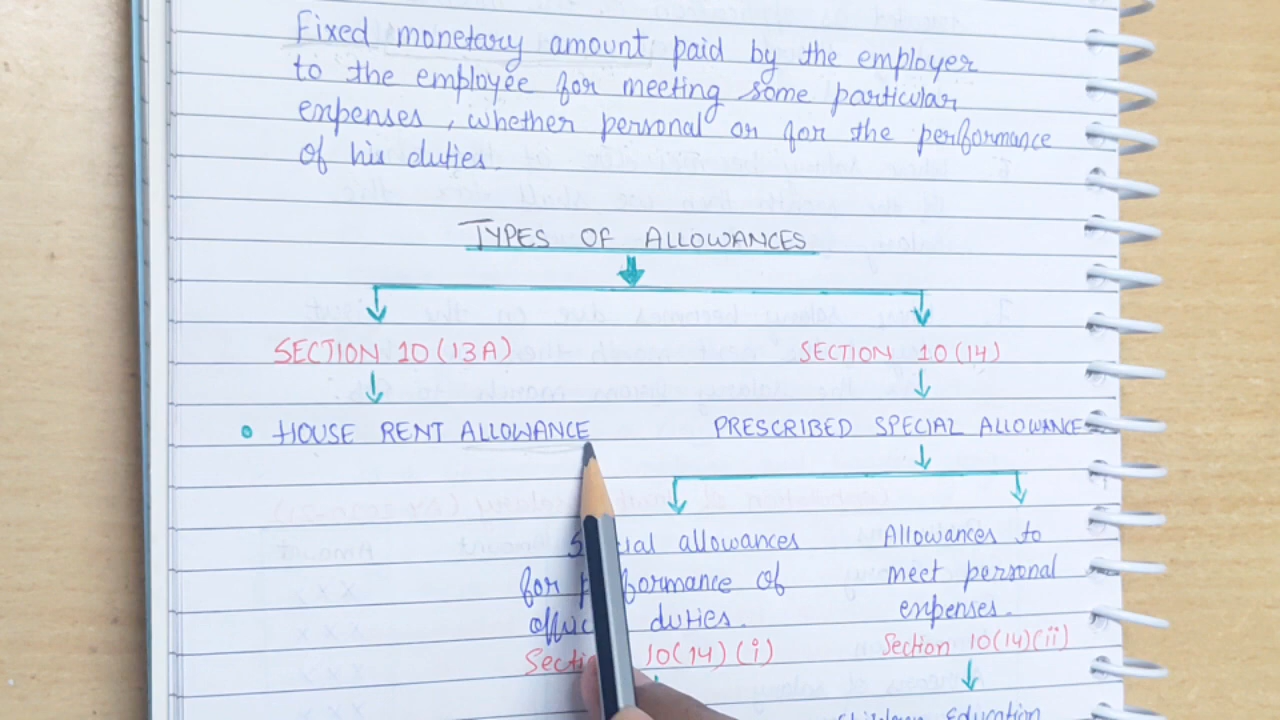 Fixed monetary amount paid by the employer
to the employee for meeting some particular
expenses, whether personal or for the performance
of his duties.
TYPES OF ALLOWANCES
SECTION 10(13A)
SECTION 10(14)
• HOUSE RENT ALLOWANCE
PRESCRIBED SPECIAL ALLOWANCE
allowances
for of
duties.
10(14)(i)
Allowances to
meet personal
expenses.
Section 10(14)(ii)
Education